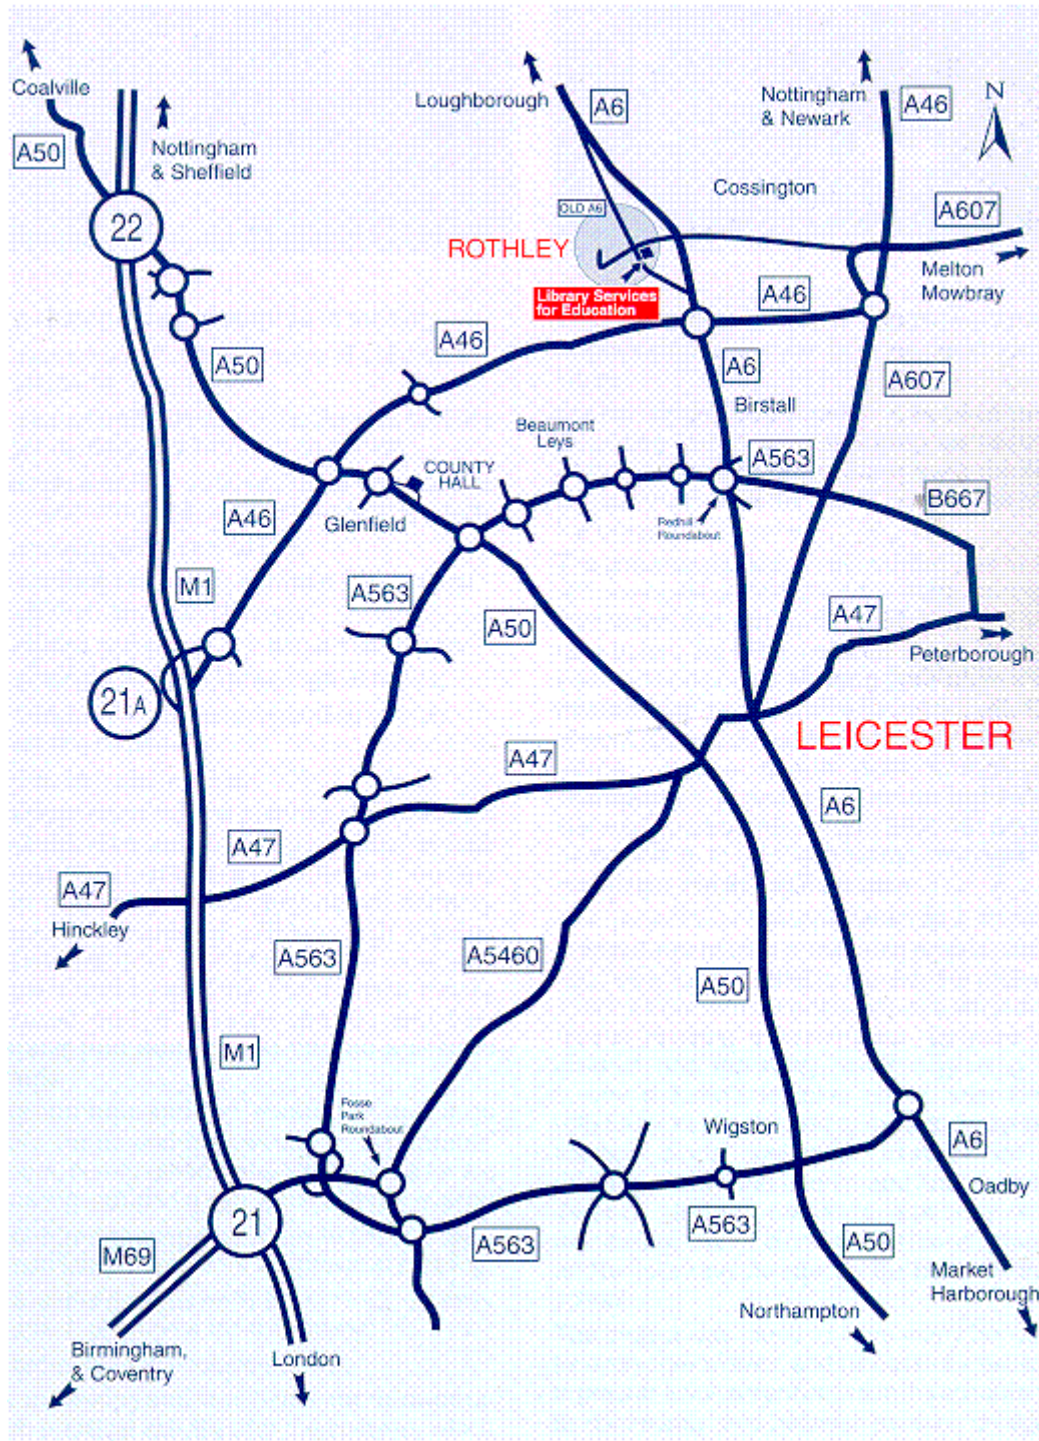 Coalville
A50
Nottingham
& Sheffield
22
Loughborough
A6
Nottingham
& Newark
A46
N
Cossington
OLD A6
ROTHLEY
A607
Melton
Mowbray
Library Services
for Education
A46
A46
A50
A6
A607
Birstall
Beaumont
Leys
A563
COUNTY
HALL
B667
A46
Glenfield
Redhill
Roundabout
M1
A563
A50
A47
Peterborough
21A
LEICESTER
A47
A6
A47
A47
Hinckley
A563
A5460
A50
M1
Fosse
Park
Roundabout
Wigston
A6
Oadby
21
A563
A563
A50
M69
Market
Harborough
Northampton
Birmingham,
& Coventry
London